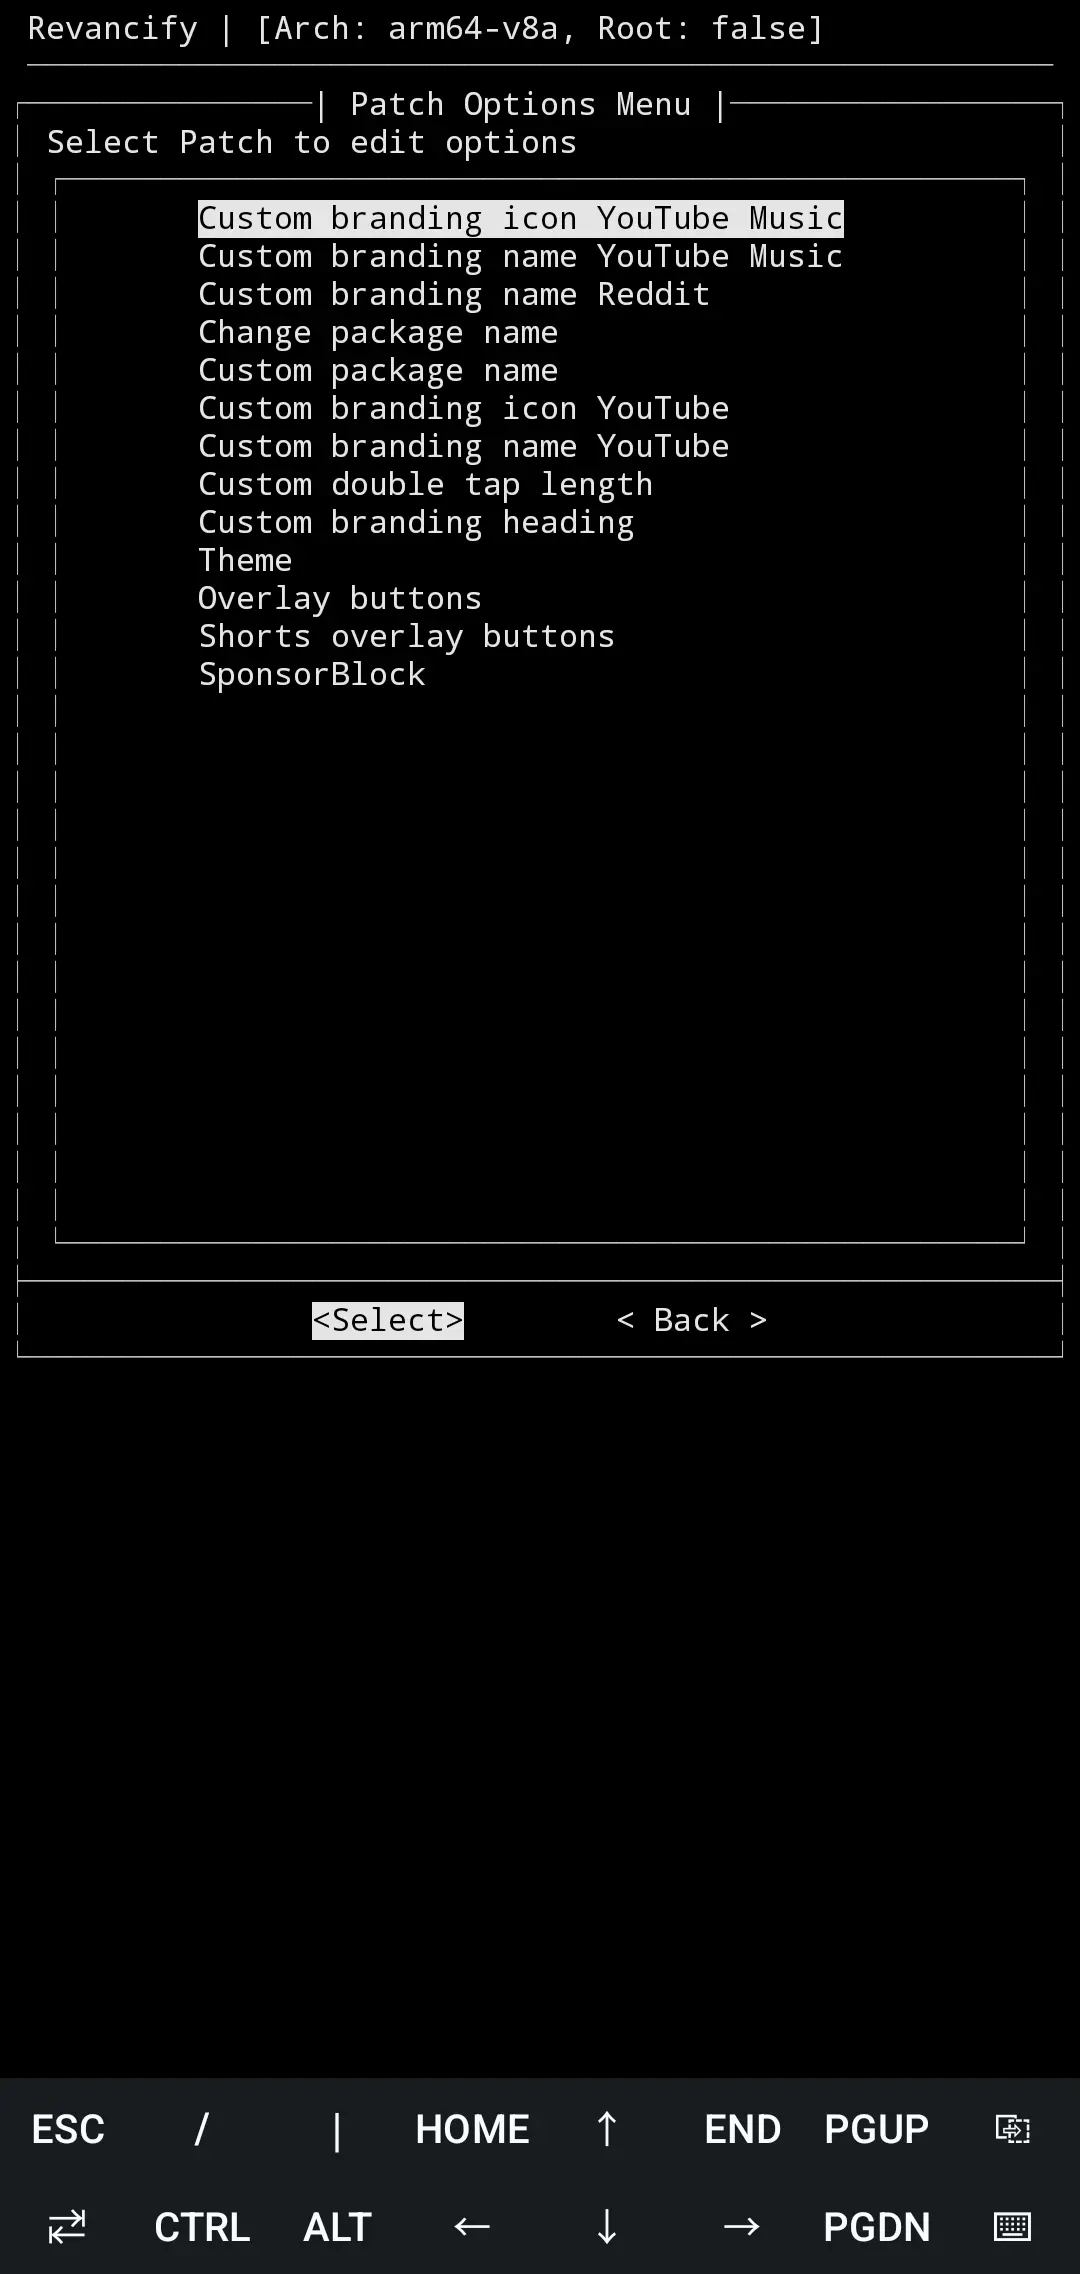 Revancify | [Arch: arm64-v8a, Root: false]
| Patch Options Menu |
Select Patch to edit options
Custom branding icon YouTube Music
Custom branding name YouTube Music
Custom branding name Reddit
Change package name
Custom package name
Custom branding icon YouTube
Custom branding name YouTube
Custom double tap length
Custom branding heading
Theme
Overlay buttons
Shorts overlay buttons
SponsorBlock
<Select> < Back >
ESC / | HOME ↑ END PGUP
CTRL ALT ← ↓ → PGDN